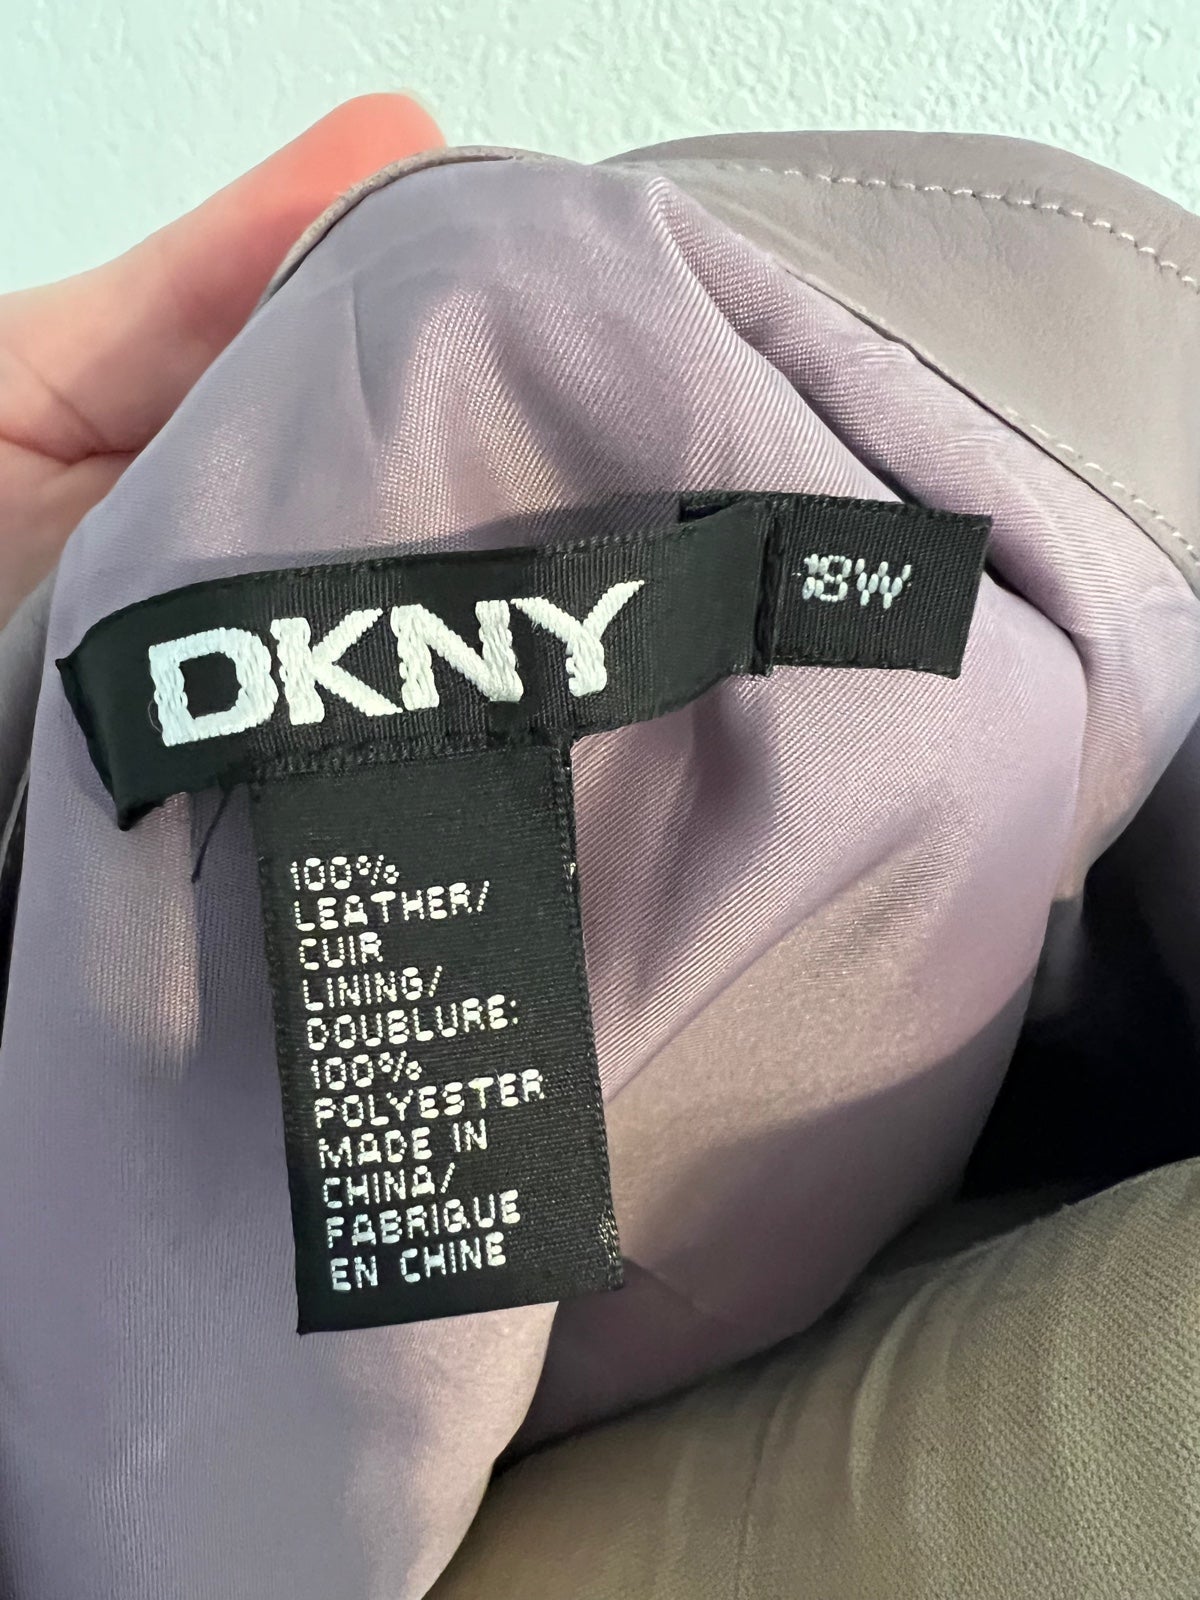 DKNY
18W
100%
LEATHER/
CUIR
LINING/
DOUBLURE:
100%
POLYESTER
MADE IN
CHINA/
FABRIQUE
EN CHINE